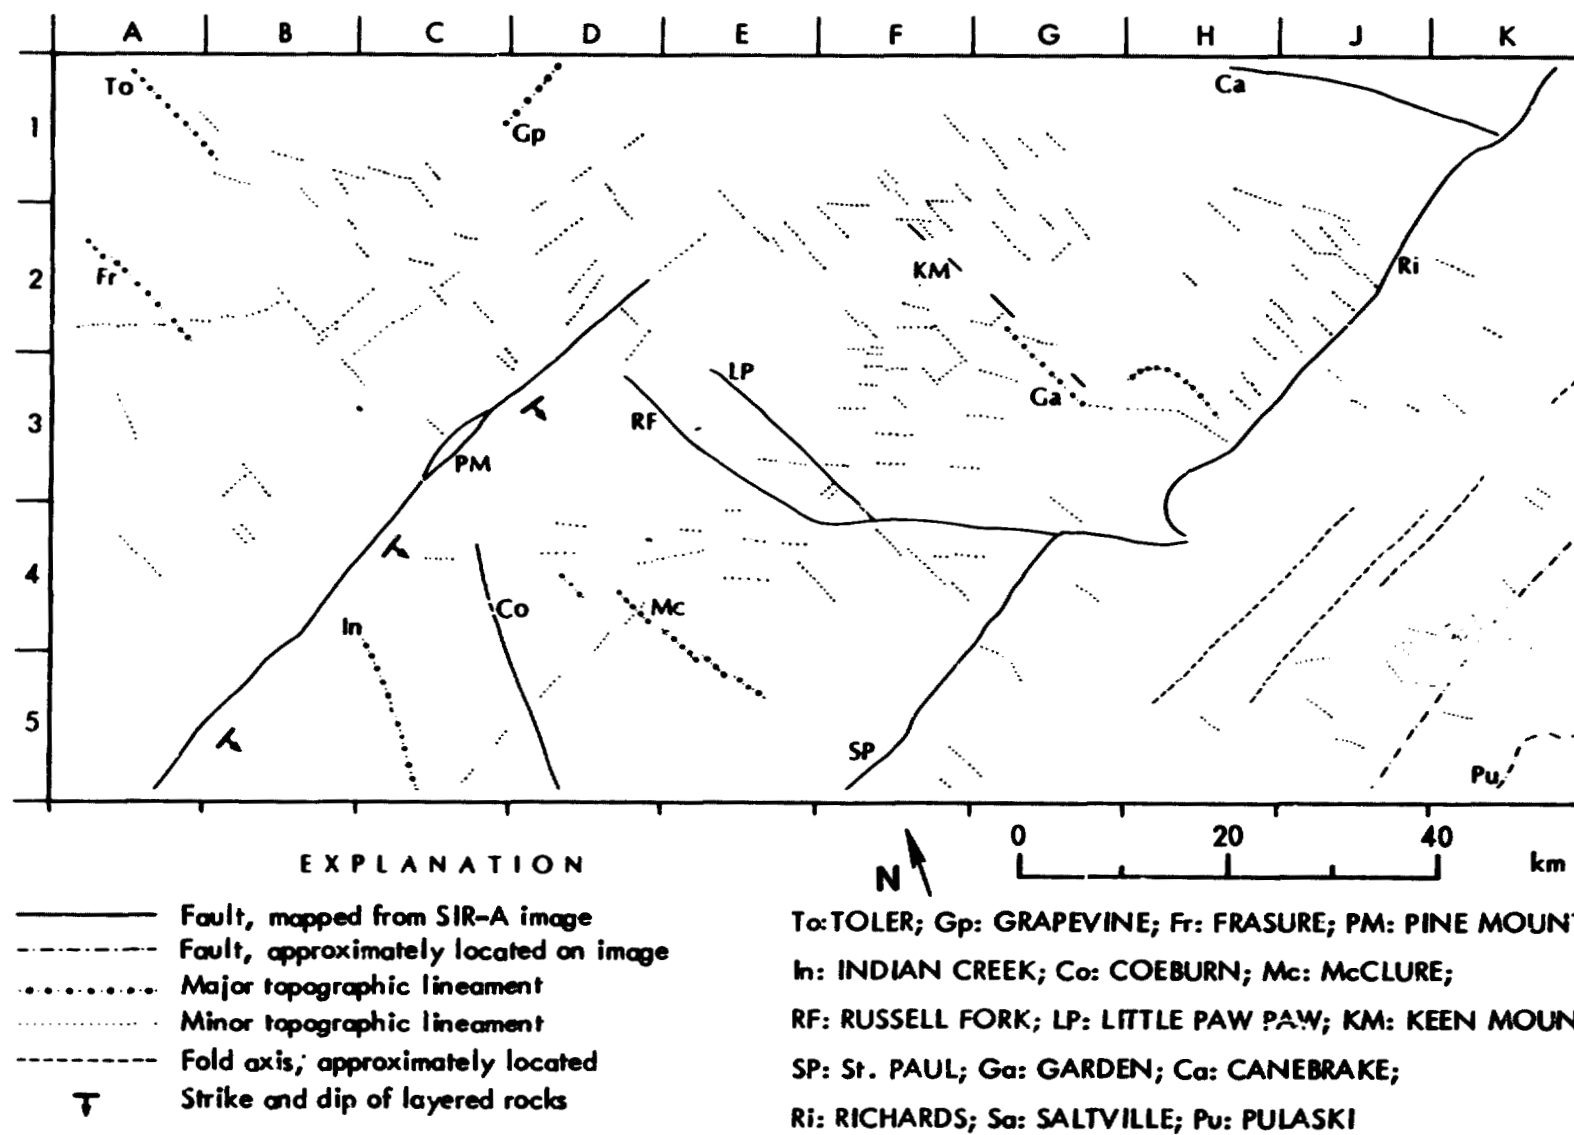 A B C D E F G H J K
To
Ca
1
Gp
2
Fr
KM
Ri
LP
Ga
3
RF
PM
4
Co
Mc
In
5
SP
Pu
0 20 40
km
N
EXPLANATION
Fault, mapped from SIR-A image
Fault, approximately located on image
Major topographic lineament
Minor topographic lineament
Fold axis, approximately located
Strike and dip of layered rocks
To: TOLER; Gp: GRAPEVINE; Fr: FRASURE; PM: PINE MOUN
In: INDIAN CREEK; Co: COEBURN; Mc: McCLURE;
RF: RUSSELL FORK; LP: LITTLE PAW PAW; KM: KEEN MOUN
SP: St. PAUL; Ga: GARDEN; Ca: CANEBRAKE;
Ri: RICHARDS; Sa: SALTVILLE; Pu: PULASKI